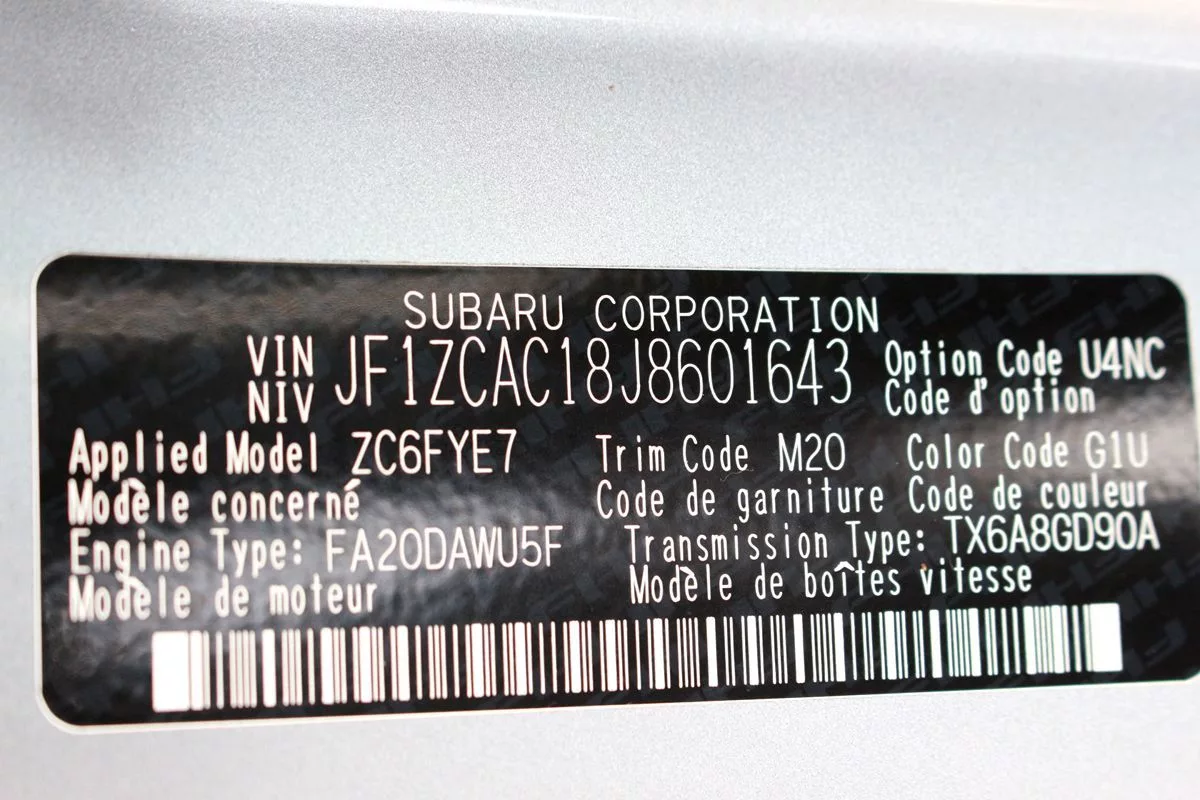 SUBARU CORPORATION
VIN JF1ZCAC18J8601643 Option Code U4NC
NIV Code d'option
Applied Model ZC6FYE7 Trim Code M20 Color Code G1U
Modèle concerné Code de garniture Code de couleur
Engine Type: FA20DAWU5F Transmission Type: TX6A8GD90A
Modèle de moteur Modèle de boîtes vitesse